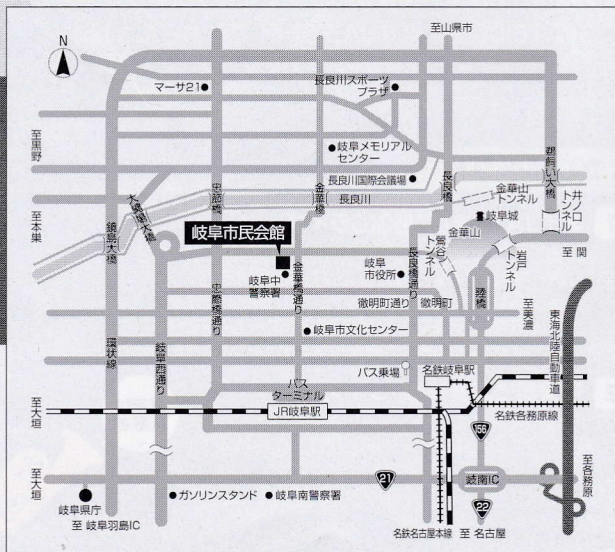 N
至山県市
マーサ21
長良川スポーツ
プラザ
至黒野
岐阜メモリアル
センター
忠節橋
金華橋
長良橋
鵜飼い大橋
長良川国際会議場
長良川
金華山
トンネル
井ノ口
トンネル
岐阜城
金華山
至本巣
鏡島大橋
大縄場大橋
岐阜市民会館
岐阜中
警察署
金華橋通り
岐阜
市役所
長良橋通り
鶯谷
トンネル
岩戸
トンネル
至 関
忠節橋通り
徹明町通り
徹明町
陸橋
至美濃
東海北陸自動車道
環状線
岐阜西通り
岐阜市文化センター
バス乗場
名鉄岐阜駅
バス
ターミナル
JR岐阜駅
至大垣
名鉄各務原線
156
至大垣
21
岐南IC
至各務原
岐阜県庁
ガソリンスタンド
岐阜南警察署
22
至 岐阜羽島IC
名鉄名古屋本線
至 名古屋